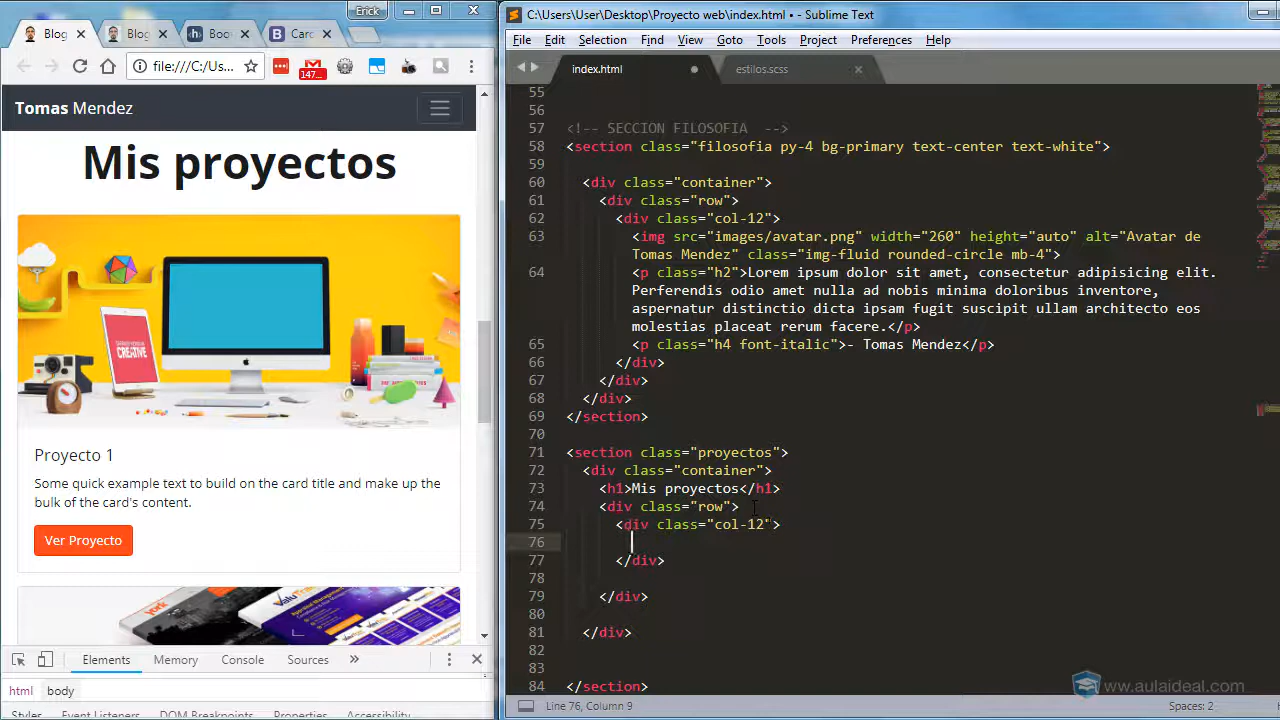 Erick
Blog
Blog
Boo
Carc
file:///C:/Us...
147...
Tomas Mendez
Mis proyectos
CREATIVE
Proyecto 1
Some quick example text to build on the card title and make up the
bulk of the card's content.
Ver Proyecto
york
Elements Memory Console Sources »
html body
Styles Event Listeners DOM Breakpoints Properties Accessibility
C:\Users\User\Desktop\Proyecto web\index.html • - Sublime Text
File Edit Selection Find View Goto Tools Project Preferences Help
index.html estilos.scss
55
56
57 <!-- SECCION FILOSOFIA  -->
58 <section class="filosofia py-4 bg-primary text-center text-white">
59
60 <div class="container">
61 <div class="row">
62 <div class="col-12">
63 <img src="images/avatar.png" width="260" height="auto" alt="Avatar de
Tomas Mendez" class="img-fluid rounded-circle mb-4">
64 <p class="h2">Lorem ipsum dolor sit amet, consectetur adipisicing elit.
Perferendis odio amet nulla ad nobis minima doloribus inventore,
aspernatur distinctio dicta ipsam fugit suscipit ullam architecto eos
molestias placeat rerum facere.</p>
65 <p class="h4 font-italic">- Tomas Mendez</p>
66 </div>
67 </div>
68 </div>
69 </section>
70
71 <section class="proyectos">
72 <div class="container">
73 <h1>Mis proyectos</h1>
74 <div class="row">
75 <div class="col-12">
76
77 </div>
78
79 </div>
80
81 </div>
82
83
84 </section>
www.aulaideal.com
Line 76, Column 9 Spaces: 2